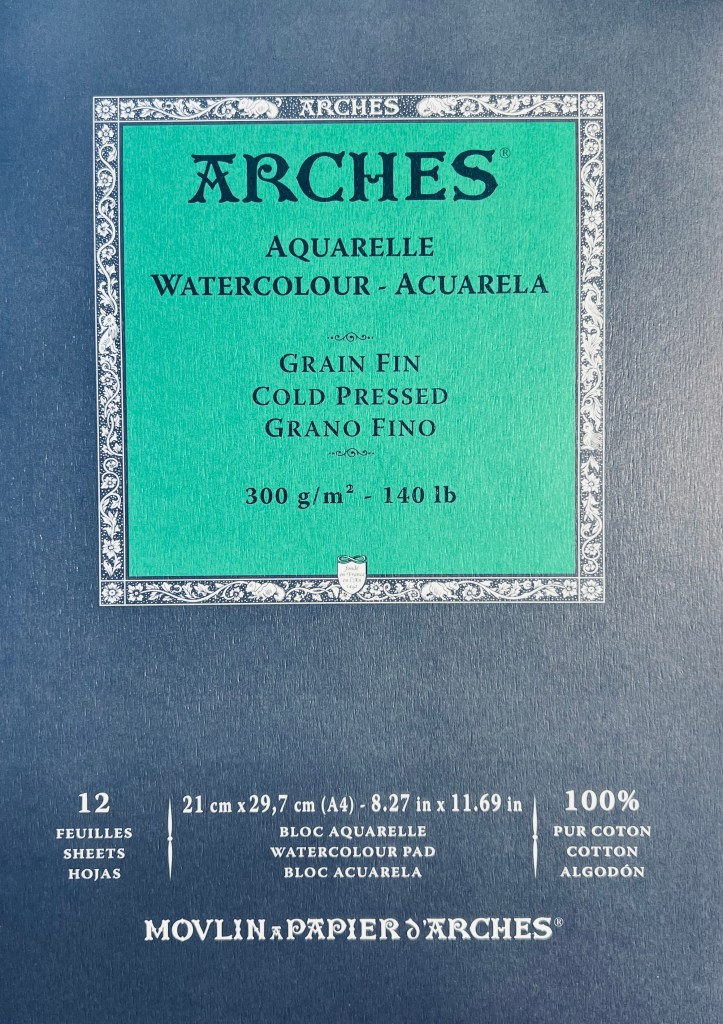 ARCHES
ARCHES®
AQUARELLE
WATERCOLOUR - ACUARELA
GRAIN FIN
COLD PRESSED
GRANO FINO
300 g/m² - 140 lb
12
FEUILLES
SHEETS
HOJAS
21 cm x 29,7 cm (A4) - 8.27 in x 11.69 in
BLOC AQUARELLE
WATERCOLOUR PAD
BLOC ACUARELA
100%
PUR COTON
COTTON
ALGODÓN
MOVLIN A PAPIER D'ARCHES®